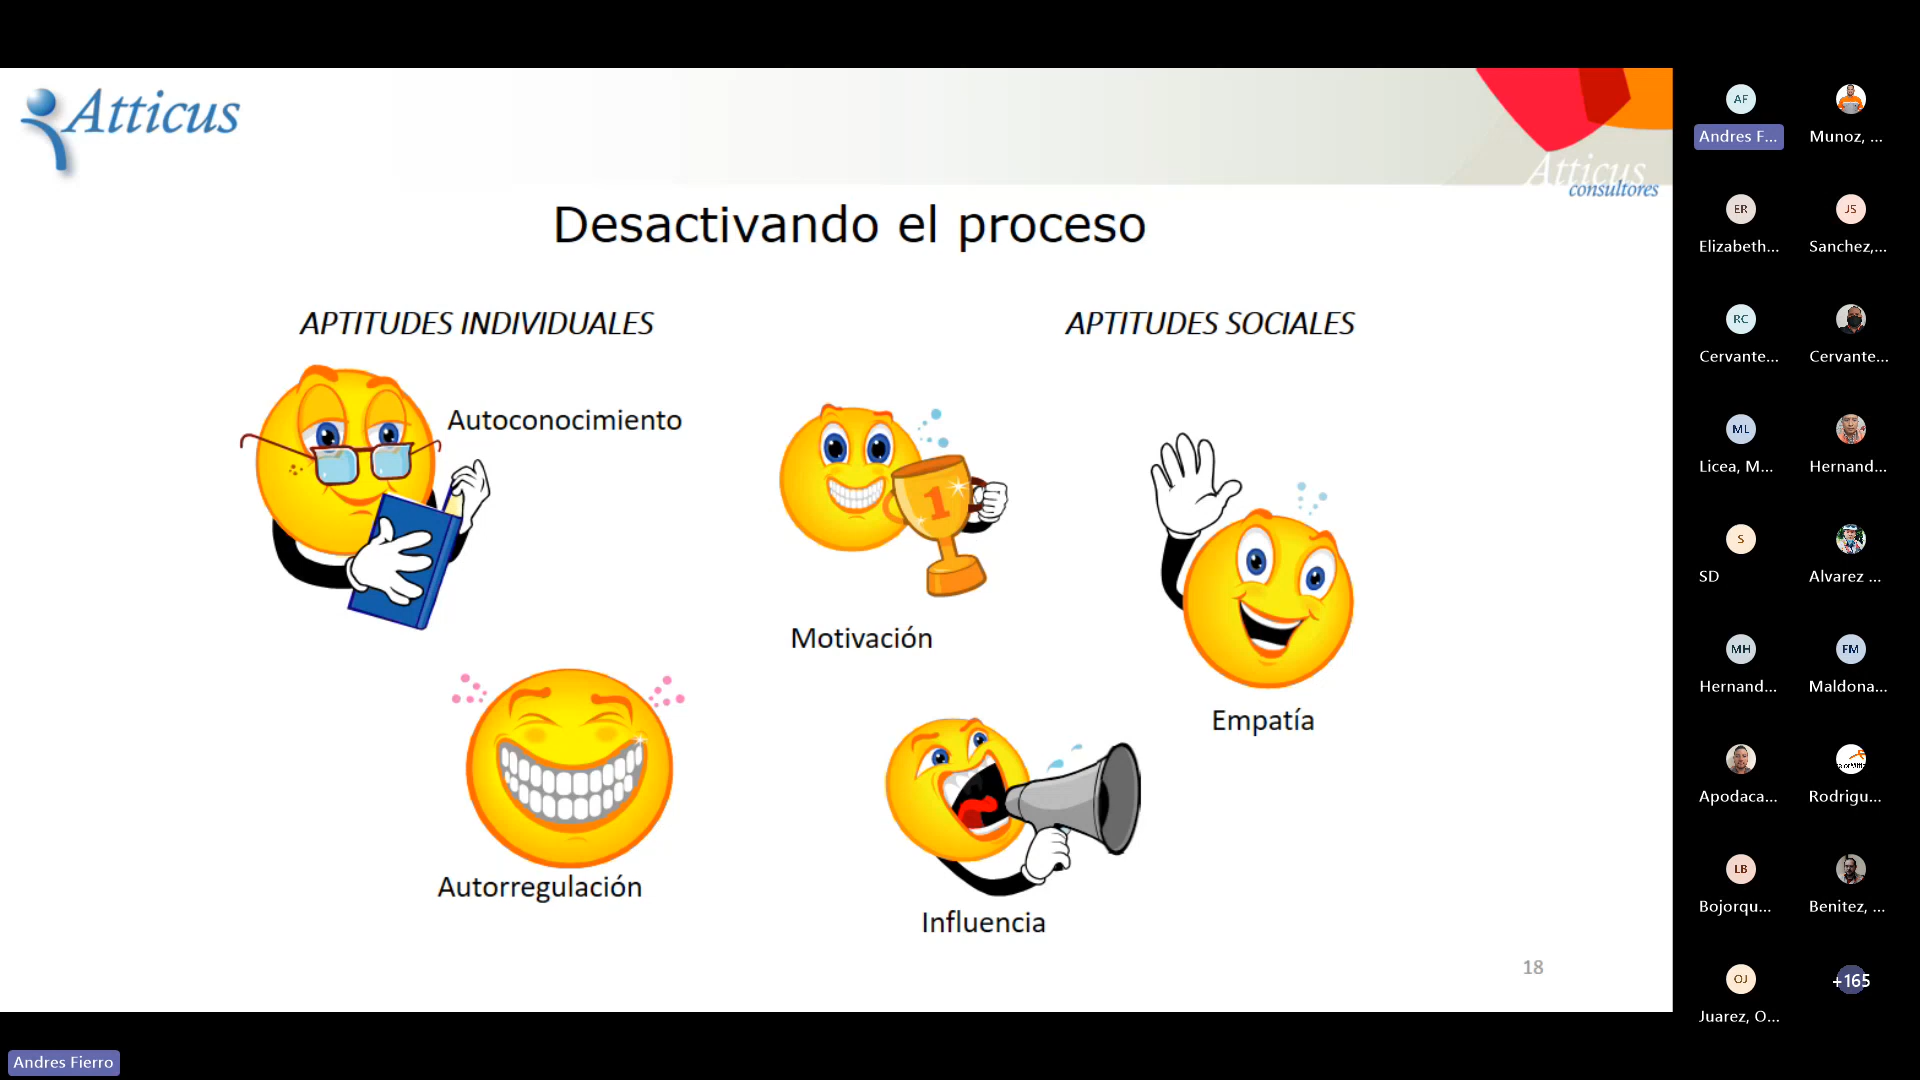 Atticus
Atticus
consultores
Desactivando el proceso
APTITUDES INDIVIDUALES
APTITUDES SOCIALES
Autoconocimiento
1
Motivación
Empatía
Autorregulación
Influencia
18
AF
Andres F...
Munoz, ...
ER
Elizabeth...
JS
Sanchez,...
RC
Cervante...
Cervante...
ML
Licea, M...
Hernand...
S
SD
Alvarez ...
MH
Hernand...
FM
Maldona...
Apodaca...
Rodrigu...
LB
Bojorqu...
Benitez, ...
OJ
Juarez, O...
+165
Andres Fierro